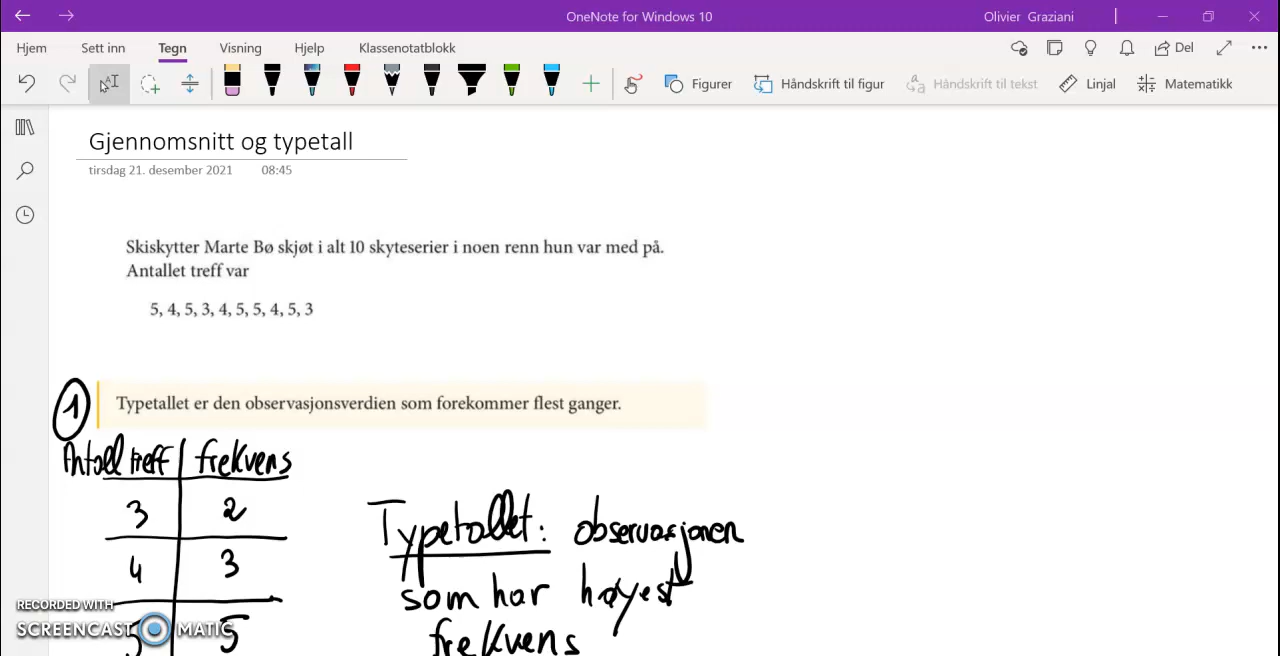 OneNote for Windows 10
Olivier Graziani
Hjem Sett inn Tegn Visning Hjelp Klassenotatblokk
Del
Figurer Håndskrift til figur Håndskrift til tekst Linjal Matematikk
Gjennomsnitt og typetall
tirsdag 21. desember 2021 08:45
Skiskytter Marte Bø skjøt i alt 10 skyteserier i noen renn hun var med på.
Antallet treff var
5, 4, 5, 3, 4, 5, 5, 4, 5, 3
1
Typetallet er den observasjonsverdien som forekommer flest ganger.
Antall treff frekvens
3 2
4 3
5 5
Typetallet: observasjonen
som har høyest
frekvens
RECORDED WITH
SCREENCAST MATIC